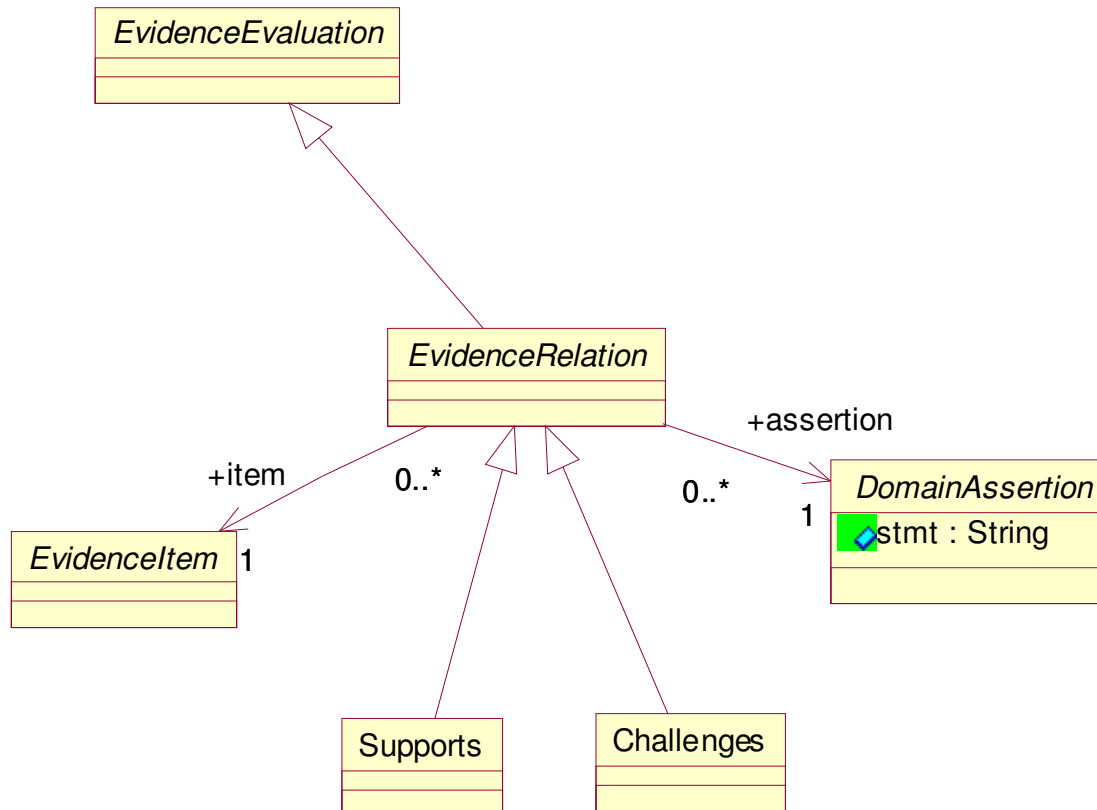 EvidenceEvaluation
EvidenceRelation
+assertion
+item
0..*
0..*
DomainAssertion
1
stmt : String
EvidenceItem
1
Supports
Challenges